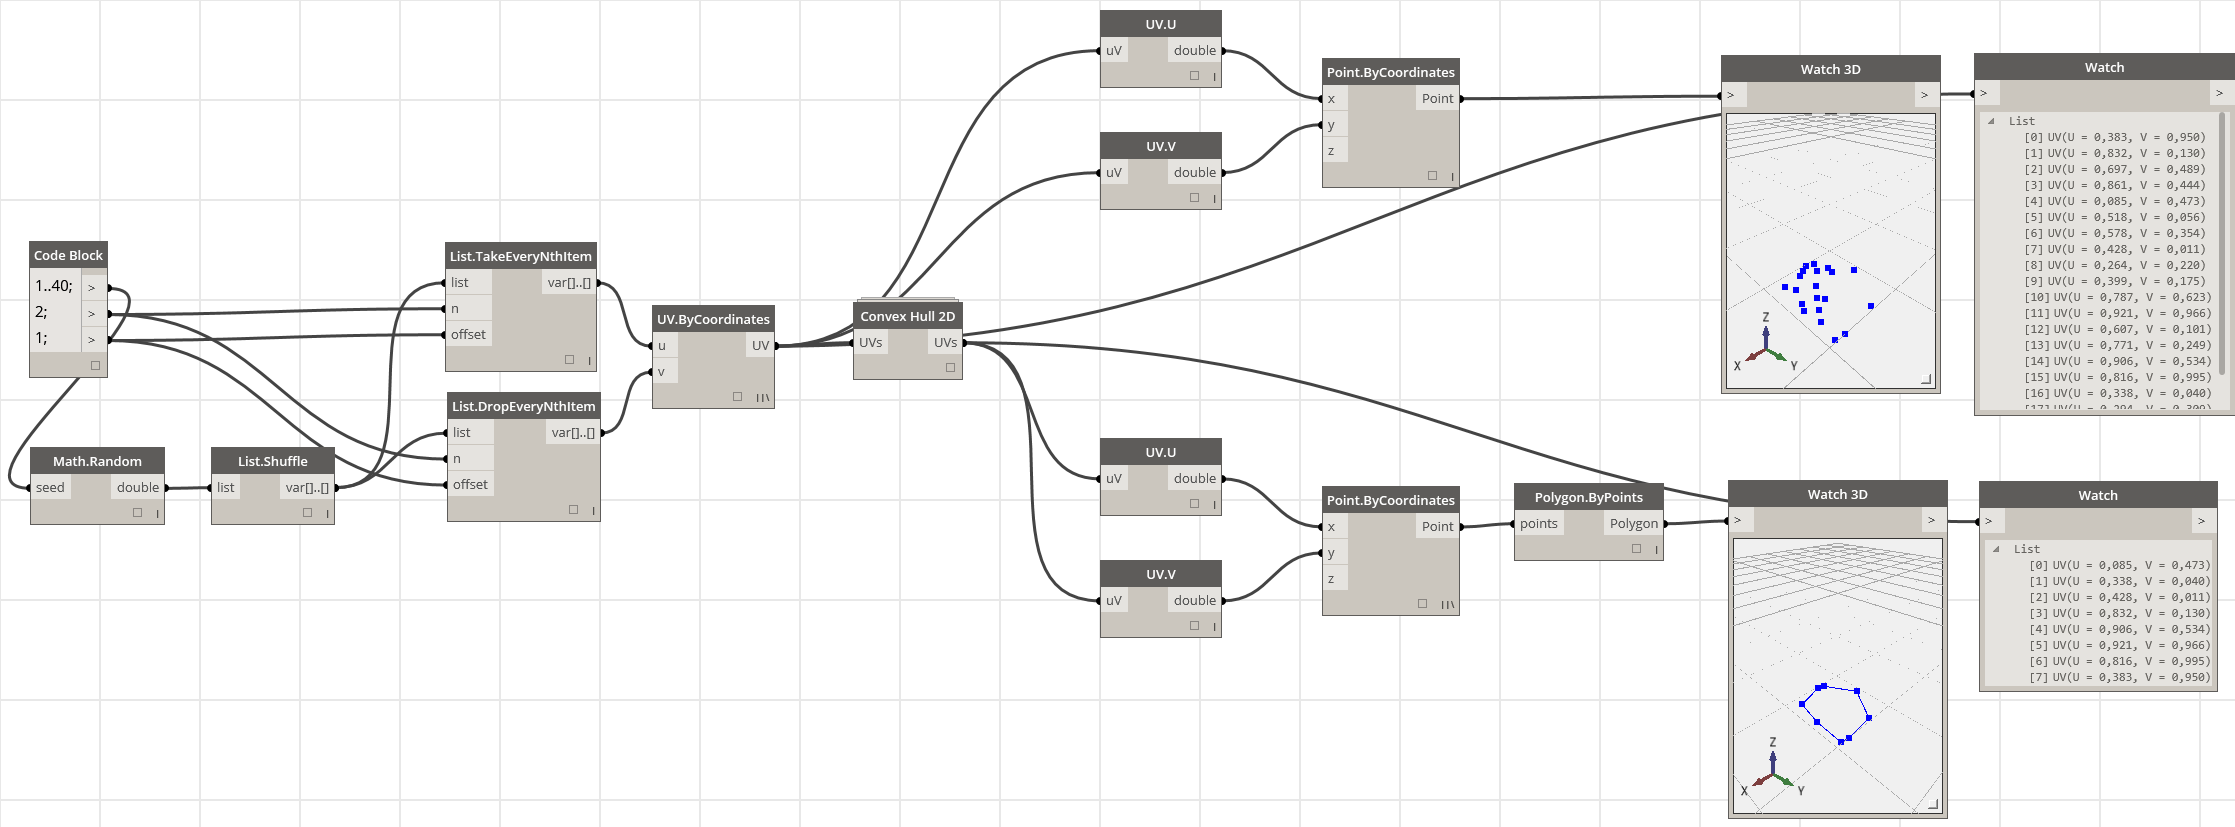 Code Block
1..40;
>
2;
>
1;
>
Math.Random
seed
double
List.Shuffle
list
var[]..[]
List.TakeEveryNthItem
list
var[]..[]
n
offset
List.DropEveryNthItem
list
var[]..[]
n
offset
UV.ByCoordinates
u
UV
v
Convex Hull 2D
UVs
UVs
UV.U
uV
double
UV.V
uV
double
Point.ByCoordinates
x
Point
y
z
Watch 3D
>
>
Z
X
Y
Watch
>
>
List
[0] UV(U = 0,383, V = 0,950)
[1] UV(U = 0,832, V = 0,130)
[2] UV(U = 0,697, V = 0,489)
[3] UV(U = 0,861, V = 0,444)
[4] UV(U = 0,085, V = 0,473)
[5] UV(U = 0,518, V = 0,056)
[6] UV(U = 0,578, V = 0,354)
[7] UV(U = 0,428, V = 0,011)
[8] UV(U = 0,264, V = 0,220)
[9] UV(U = 0,399, V = 0,175)
[10] UV(U = 0,787, V = 0,623)
[11] UV(U = 0,921, V = 0,966)
[12] UV(U = 0,607, V = 0,101)
[13] UV(U = 0,771, V = 0,249)
[14] UV(U = 0,906, V = 0,534)
[15] UV(U = 0,816, V = 0,995)
[16] UV(U = 0,338, V = 0,040)
UV.U
uV
double
UV.V
uV
double
Point.ByCoordinates
x
Point
y
z
Polygon.ByPoints
points
Polygon
Watch 3D
>
>
Z
X
Y
Watch
>
>
List
[0] UV(U = 0,085, V = 0,473)
[1] UV(U = 0,338, V = 0,040)
[2] UV(U = 0,428, V = 0,011)
[3] UV(U = 0,832, V = 0,130)
[4] UV(U = 0,906, V = 0,534)
[5] UV(U = 0,921, V = 0,966)
[6] UV(U = 0,816, V = 0,995)
[7] UV(U = 0,383, V = 0,950)